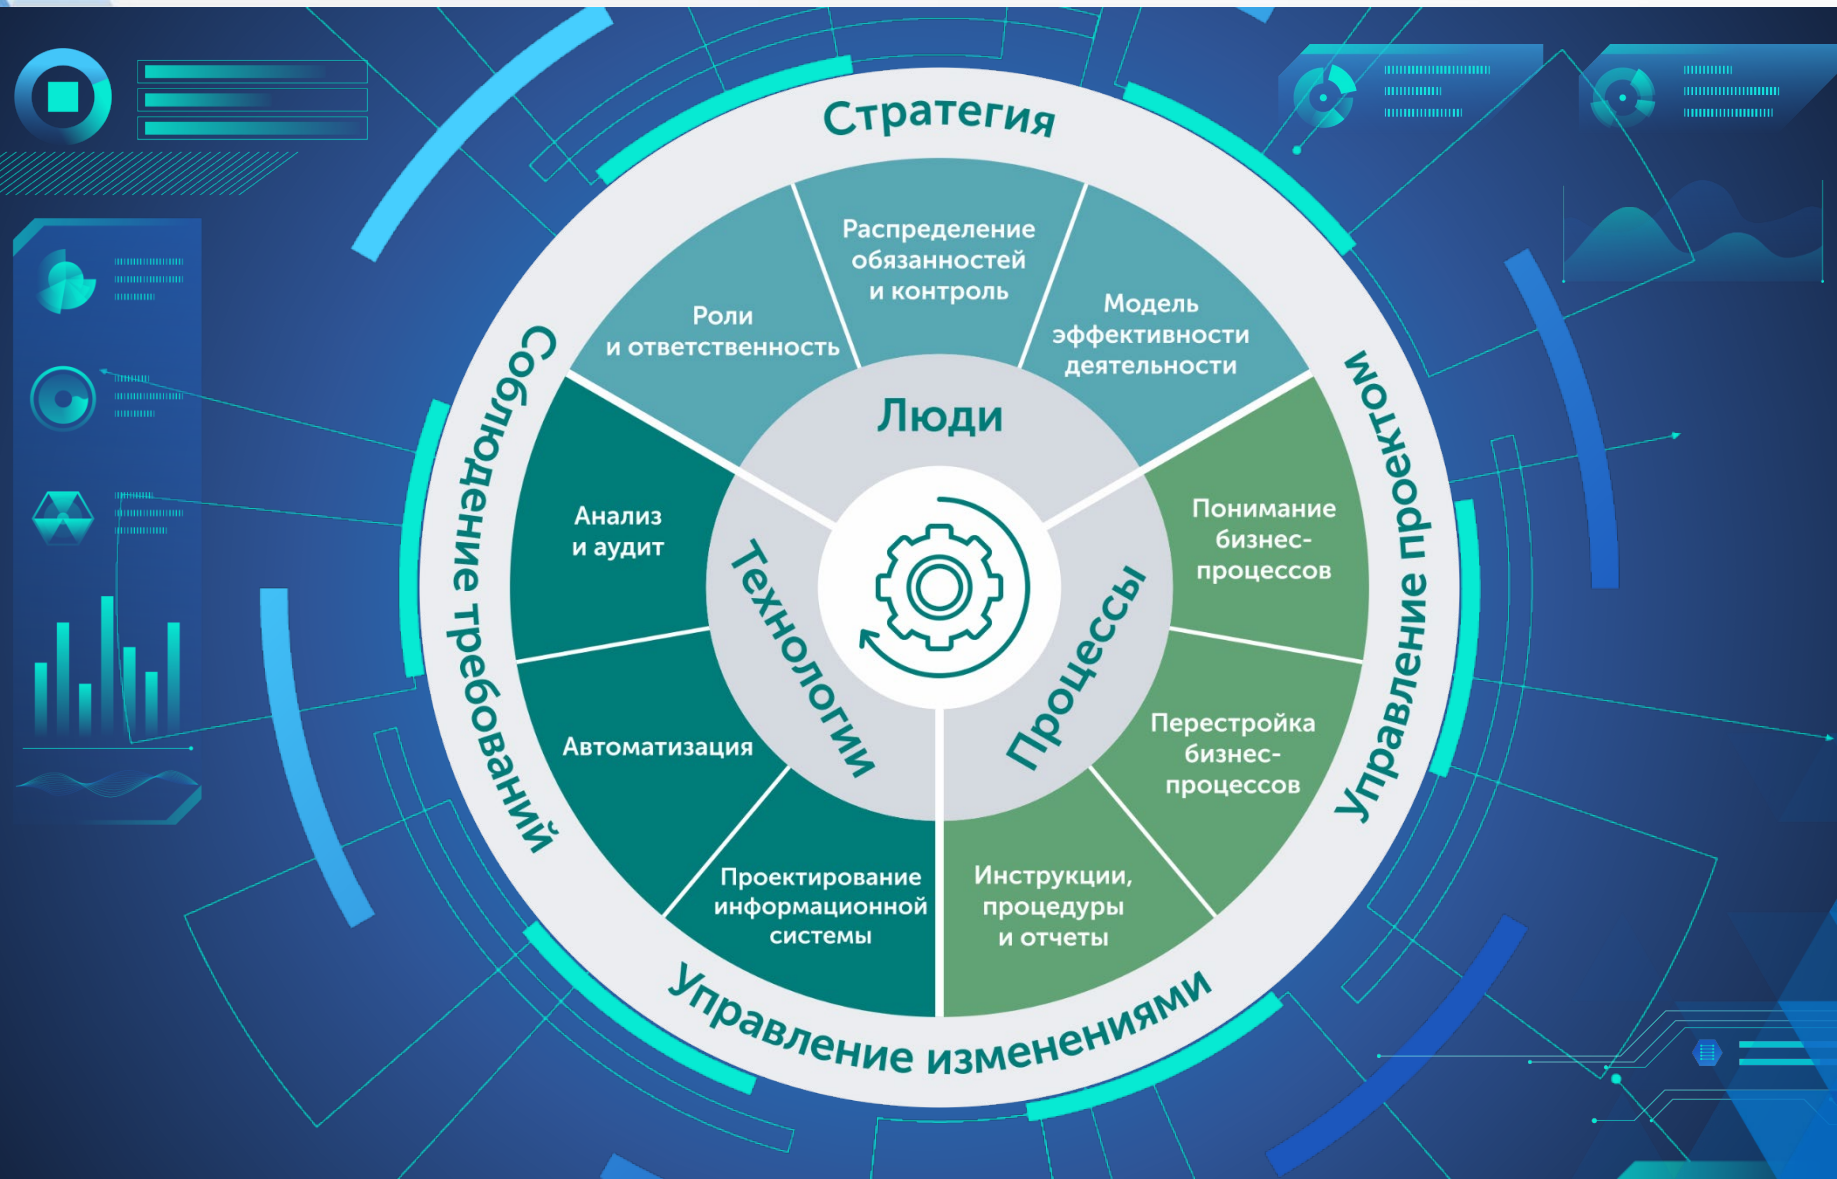 Стратегия
Распределение
обязанностей
и контроль
Роли
и ответственность
Модель
эффективности
деятельности
Люди
Соблюдение требований
Управление проектом
Анализ
и аудит
Понимание
бизнес-
процессов
Технологии
Процессы
Автоматизация
Перестройка
бизнес-
процессов
Проектирование
информационной
системы
Инструкции,
процедуры
и отчеты
Управление изменениями